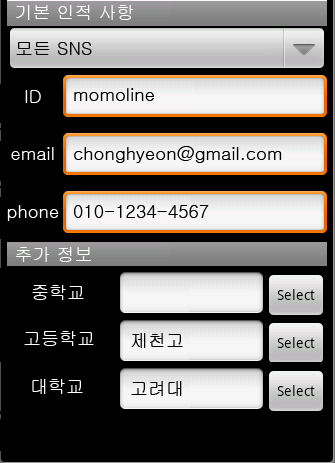 기본 인적 사항
모든 SNS
ID momoline
email chonghyeon@gmail.com
phone 010-1234-4567
추가 정보
중학교 Select
고등학교 제천고 Select
대학교 고려대 Select